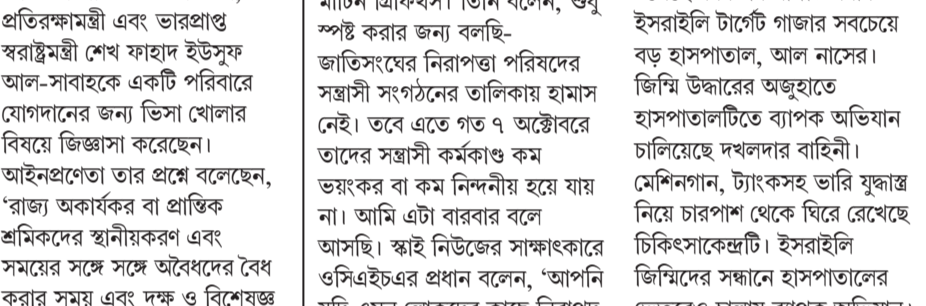 প্রতিরক্ষামন্ত্রী এবং ভারপ্রাপ্ত
স্বরাষ্ট্রমন্ত্রী শেখ ফাহাদ ইউসুফ
আল-সাবাহকে একটি পরিবারে
যোগদানের জন্য ভিসা খোলার
বিষয়ে জিজ্ঞাসা করেছেন।
আইনপ্রণেতা তার প্রশ্নে বলেছেন,
‘রাজ্য অকার্যকর বা প্রান্তিক
শ্রমিকদের স্থানীয়করণ এবং
সময়ের সঙ্গে সঙ্গে অবৈধদের বৈধ
করার সময় এবং দক্ষ ও বিশেষজ্ঞ
মার্টিন গ্রিফিথস। তিনি বলেন, শুধু
স্পষ্ট করার জন্য বলছি-
জাতিসংঘের নিরাপত্তা পরিষদের
সন্ত্রাসী সংগঠনের তালিকায় হামাস
নেই। তবে এতে গত ৭ অক্টোবরে
তাদের সন্ত্রাসী কর্মকাণ্ড কম
ভয়ংকর বা কম নিন্দনীয় হয়ে যায়
না। আমি এটা বারবার বলে
আসছি। স্কাই নিউজের সাক্ষাৎকারে
ওসিএইচএর প্রধান বলেন, ‘আপনি
ইসরাইলি টার্গেট গাজার সবচেয়ে
বড় হাসপাতাল, আল নাসের।
জিম্মি উদ্ধারের অজুহাতে
হাসপাতালটিতে ব্যাপক অভিযান
চালিয়েছে দখলদার বাহিনী।
মেশিনগান, ট্যাংকসহ ভারি যুদ্ধাস্ত্র
নিয়ে চারপাশ থেকে ঘিরে রেখেছে
চিকিৎসাকেন্দ্রটি। ইসরাইলি
জিম্মিদের সন্ধানে হাসপাতালের